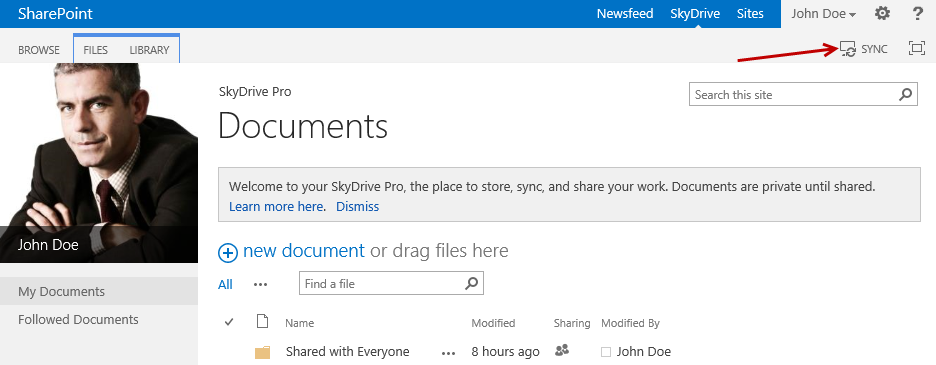 SharePoint
Newsfeed SkyDrive Sites John Doe ?
BROWSE FILES LIBRARY SYNC
SkyDrive Pro
Search this site
Documents
Welcome to your SkyDrive Pro, the place to store, sync, and share your work. Documents are private until shared.
Learn more here. Dismiss
John Doe
new document or drag files here
My Documents
Followed Documents
All ••• Find a file
Name Modified Sharing Modified By
Shared with Everyone ••• 8 hours ago John Doe